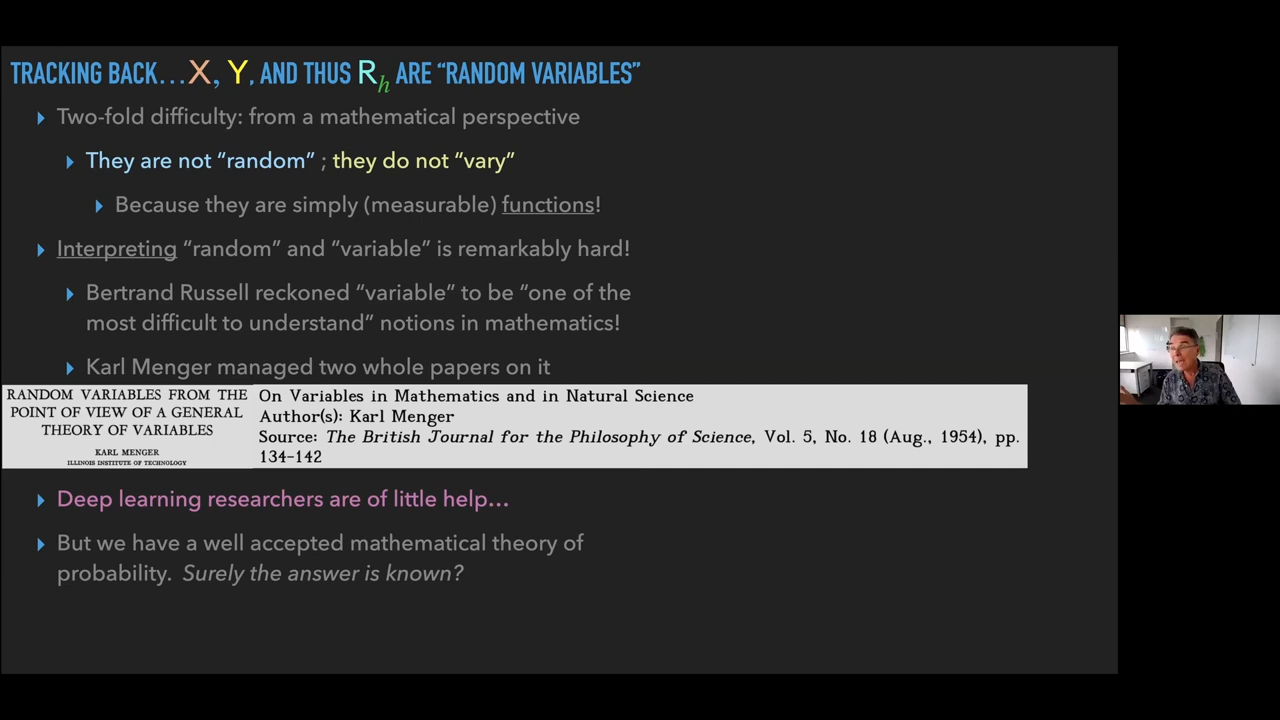 TRACKING BACK...X, Y, AND THUS Rh ARE “RANDOM VARIABLES”
Two-fold difficulty: from a mathematical perspective
They are not “random” ; they do not “vary”
Because they are simply (measurable) functions!
Interpreting “random” and “variable” is remarkably hard!
Bertrand Russell reckoned “variable” to be “one of the
most difficult to understand” notions in mathematics!
Karl Menger managed two whole papers on it
RANDOM VARIABLES FROM THE
POINT OF VIEW OF A GENERAL
THEORY OF VARIABLES
KARL MENGER
ILLINOIS INSTITUTE OF TECHNOLOGY
On Variables in Mathematics and in Natural Science
Author(s): Karl Menger
Source: The British Journal for the Philosophy of Science, Vol. 5, No. 18 (Aug., 1954), pp.
134-142
Deep learning researchers are of little help...
But we have a well accepted mathematical theory of
probability. Surely the answer is known?